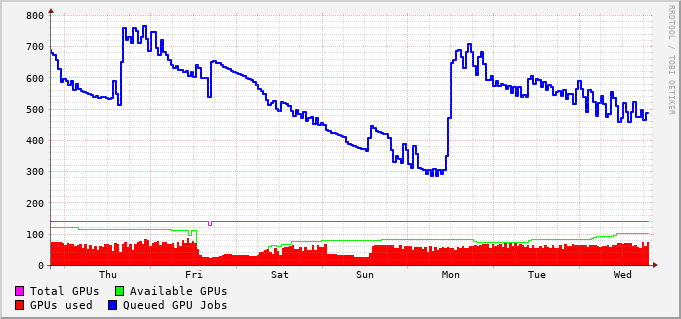 800
700
600
500
400
300
200
100
0
Thu Fri Sat Sun Mon Tue Wed
Total GPUs Available GPUs
GPUs used Queued GPU Jobs
RRDTOOL / TOBI OETIKER